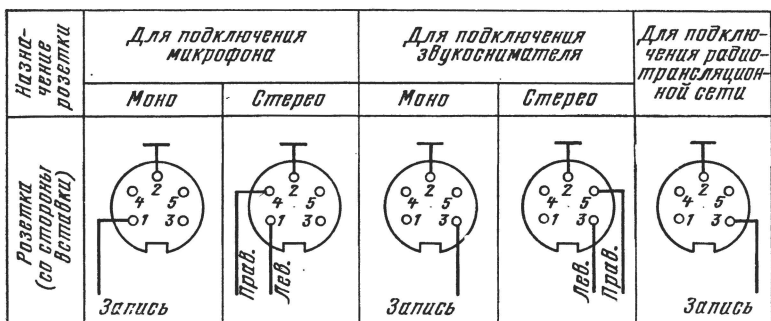 Назна-
чение
розетки
Для подключения
микрофона
Для подключения
звукоснимателя
Для подклю-
чения радио-
трансляцион-
ной сети
Моно
Стерео
Моно
Стерео
Розетка
(со стороны
вставки)
2
4 5
1 3
Запись
2
4 5
1 3
Прав.
Лев.
2
4 5
1 3
Запись
2
4 5
1 3
Лев.
Прав.
2
4 5
1 3
Запись